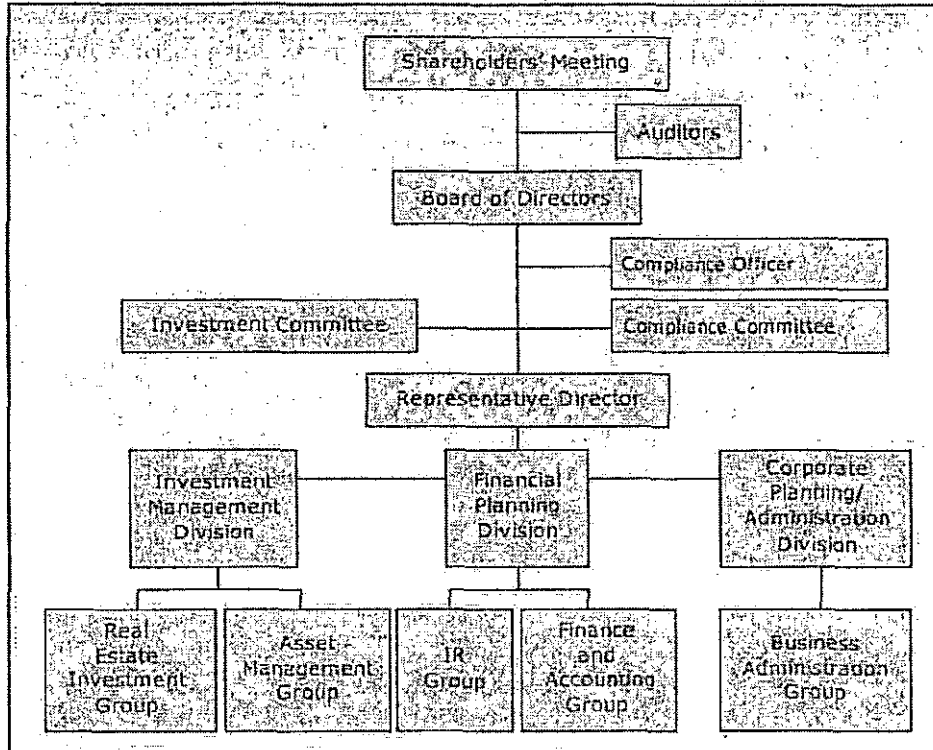 Shareholders' Meeting
Auditors
Board of Directors
Compliance Officer
Investment Committee
Compliance Committee
Representative Director
Investment
Management
Division
Financial
Planning
Division
Corporate
Planning/
Administration
Division
Real
Estate
Investment
Group
Asset
Management
Group
IR
Group
Finance
and
Accounting
Group
Business
Administration
Group